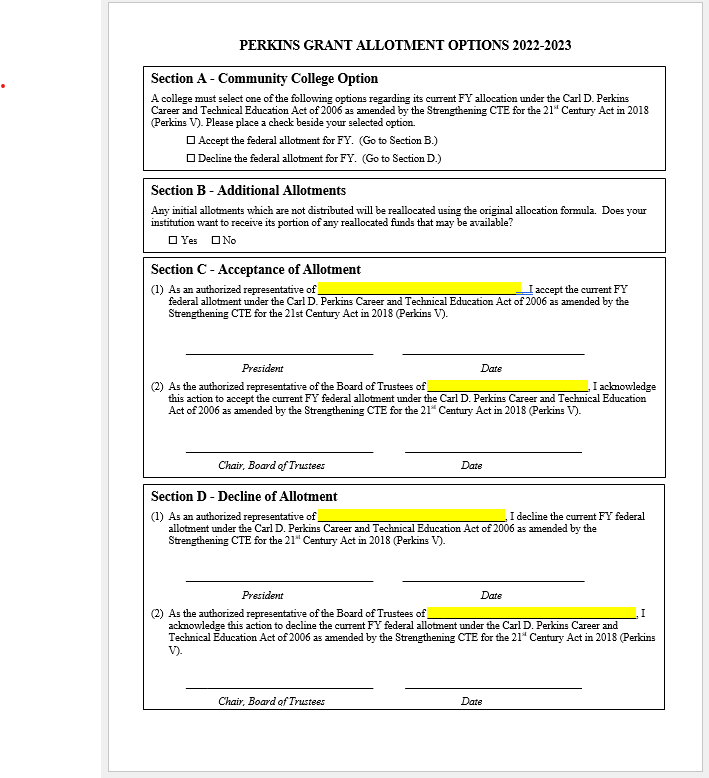 PERKINS GRANT ALLOTMENT OPTIONS 2022-2023
Section A - Community College Option
A college must select one of the following options regarding its current FY allocation under the Carl D. Perkins
Career and Technical Education Act of 2006 as amended by the Strengthening CTE for the 21st Century Act in 2018
(Perkins V). Please place a check beside your selected option.
☐ Accept the federal allotment for FY. (Go to Section B.)
☐ Decline the federal allotment for FY. (Go to Section D.)
Section B - Additional Allotments
Any initial allotments which are not distributed will be reallocated using the original allocation formula. Does your
institution want to receive its portion of any reallocated funds that may be available?
☐ Yes ☐ No
Section C - Acceptance of Allotment
(1) As an authorized representative of ____________________ I accept the current FY
federal allotment under the Carl D. Perkins Career and Technical Education Act of 2006 as amended by the
Strengthening CTE for the 21st Century Act in 2018 (Perkins V).
President Date
(2) As the authorized representative of the Board of Trustees of ____________________, I acknowledge
this action to accept the current FY federal allotment under the Carl D. Perkins Career and Technical Education
Act of 2006 as amended by the Strengthening CTE for the 21st Century Act in 2018 (Perkins V).
Chair, Board of Trustees Date
Section D - Decline of Allotment
(1) As an authorized representative of ____________________, I decline the current FY federal
allotment under the Carl D. Perkins Career and Technical Education Act of 2006 as amended by the
Strengthening CTE for the 21st Century Act in 2018 (Perkins V).
President Date
(2) As the authorized representative of the Board of Trustees of ____________________, I
acknowledge this action to decline the current FY federal allotment under the Carl D. Perkins Career and
Technical Education Act of 2006 as amended by the Strengthening CTE for the 21st Century Act in 2018 (Perkins
V).
Chair, Board of Trustees Date